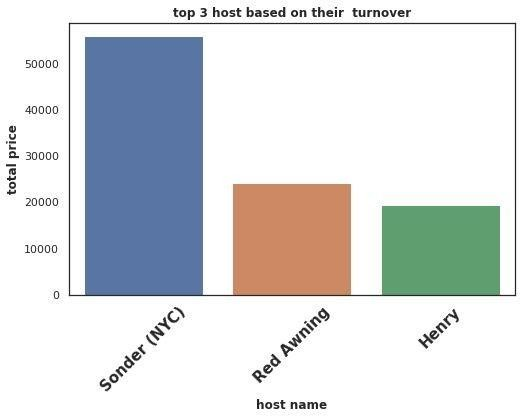 top 3 host based on their  turnover
total price
50000
40000
30000
20000
10000
0
Sonder (NYC)
Red Awning
Henry
host name